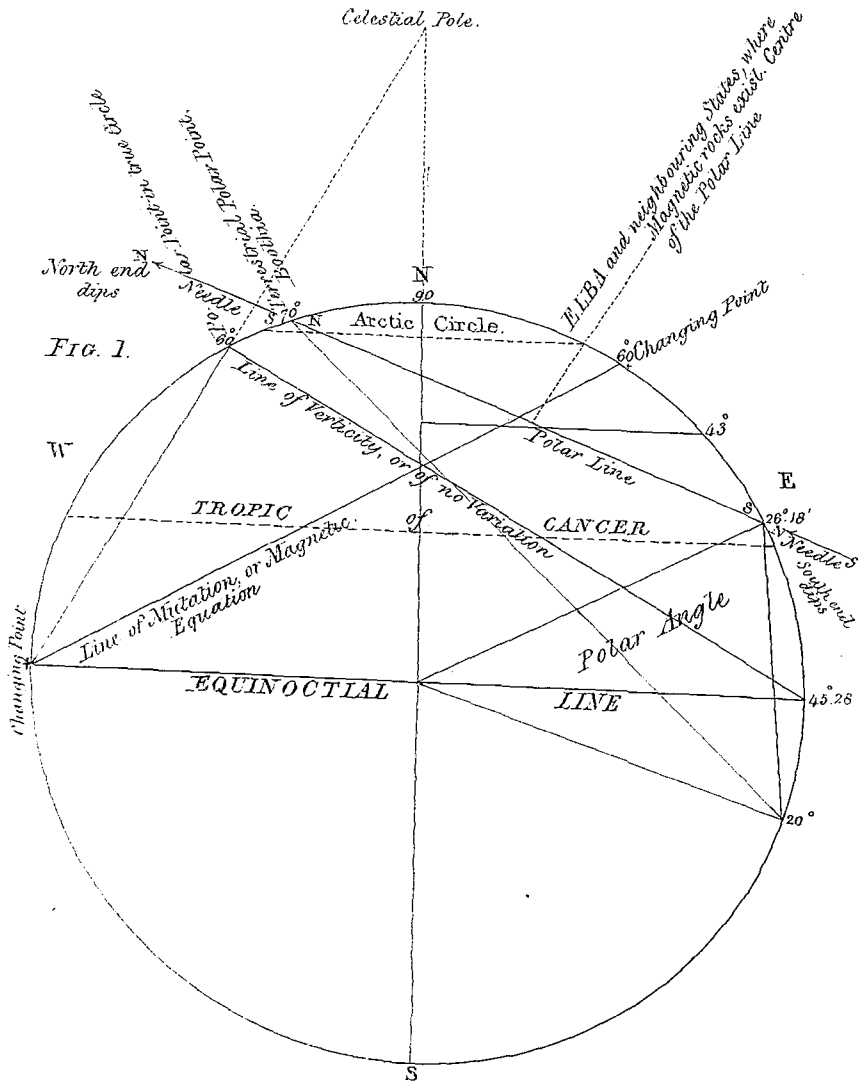 Celestial Pole.
ELBA and neighbouring States, where
Magnetic rocks exist. Centre
of the Polar Line
Polar Point in true Circle
Terrestrial Polar Point,
Boothia.
N
North end
dips
Needle
S
70°
N
N
90
Arctic Circle.
60°
60° Changing Point
FIG. 1.
Line of Verticity, or of no Variation
43°
Polar Line
W
E
S
26°.18'
N
Needle S
South end
dips
TROPIC of CANCER
Line of Mutation, or Magnetic
Equation
Polar Angle
Changing Point
EQUINOCTIAL LINE
45°.28
20°
S